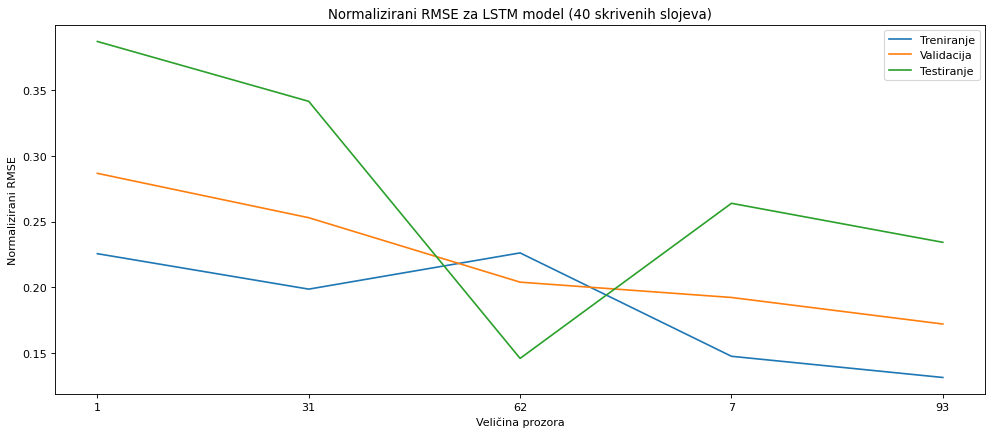 Normalizirani RMSE za LSTM model (40 skrivenih slojeva)
Treniranje
Validacija
Testiranje
Normalizirani RMSE
0.35
0.30
0.25
0.20
0.15
1 31 62 7 93
Veličina prozora